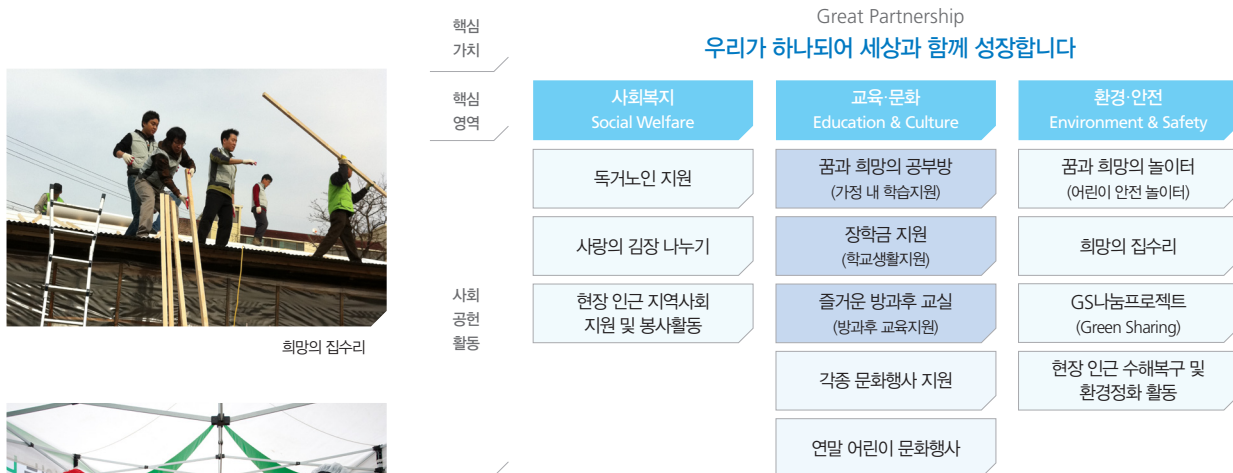 핵심
가치
Great Partnership
우리가 하나되어 세상과 함께 성장합니다
핵심
영역
사회복지
Social Welfare
교육·문화
Education & Culture
환경·안전
Environment & Safety
사회
공헌
활동
독거노인 지원
사랑의 김장 나누기
현장 인근 지역사회
지원 및 봉사활동
꿈과 희망의 공부방
(가정 내 학습지원)
장학금 지원
(학교생활지원)
즐거운 방과후 교실
(방과후 교육지원)
각종 문화행사 지원
연말 어린이 문화행사
꿈과 희망의 놀이터
(어린이 안전 놀이터)
희망의 집수리
GS나눔프로젝트
(Green Sharing)
현장 인근 수해복구 및
환경정화 활동
희망의 집수리